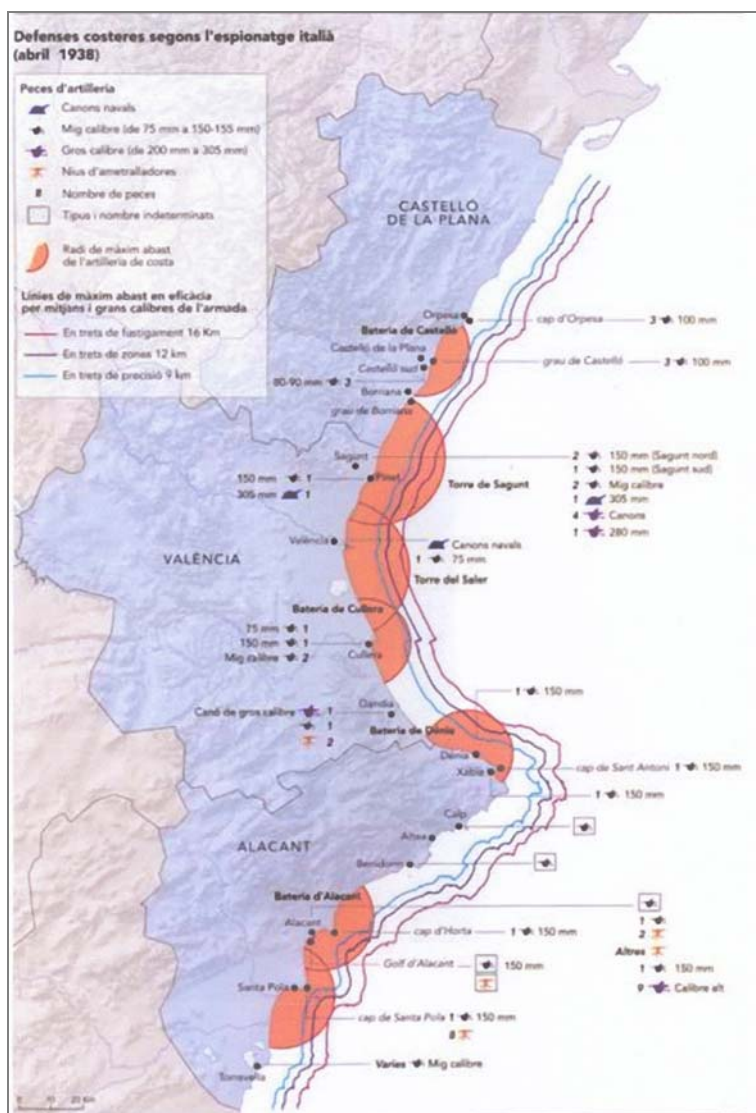 Defenses costeres segons l'espionatge italià
(abril 1938)
Peces d'artilleria
Canons navals
Mig calibre (de 75 mm a 150-155 mm)
Gros calibre (de 200 mm a 305 mm)
Nius d'ametralladores
8 Nombre de peces
Tipus i nombre indeterminats
Radi de màxim abast
de l'artilleria de costa
Línies de màxim abast en eficàcia
per mitjans i grans calibres de l'armada
En trets de fustigament 16 Km
En trets de zones 12 km
En trets de precisió 9 km
CASTELLÓ
DE LA PLANA
Orpesa
cap d'Orpesa
3 100 mm
Bateria de Castelló
Castelló de la Plana
Castelló sud
grau de Castelló
3 100 mm
80-90 mm 3
Borriana
grau de Borriana
Sagunt
2 150 mm (Sagunt nord)
1 150 mm (Sagunt sud)
150 mm 1
Pinet
Torre de Sagunt
2 Mig calibre
305 mm 1
1 305 mm
4 Canons
1 280 mm
València
Canons navals
1 75 mm
VALÈNCIA
Torre del Saler
Bateria de Cullera
75 mm 1
150 mm 1
Mig calibre 2
Cullera
1 150 mm
Gandia
Canó de gros calibre 1
1
2
Bateria de Dénia
Dénia
Xàbia
cap de Sant Antoni 1 150 mm
1 150 mm
Calp
Altea
ALACANT
Benidorm
Bateria d'Alacant
Alacant
cap d'Horta
1 150 mm
1
2
Altres
1 150 mm
9 Calibre alt
Golf d'Alacant
150 mm
Santa Pola
cap de Santa Pola 1 150 mm
8
Varies Mig calibre
Torrevella
0 10 20 Km